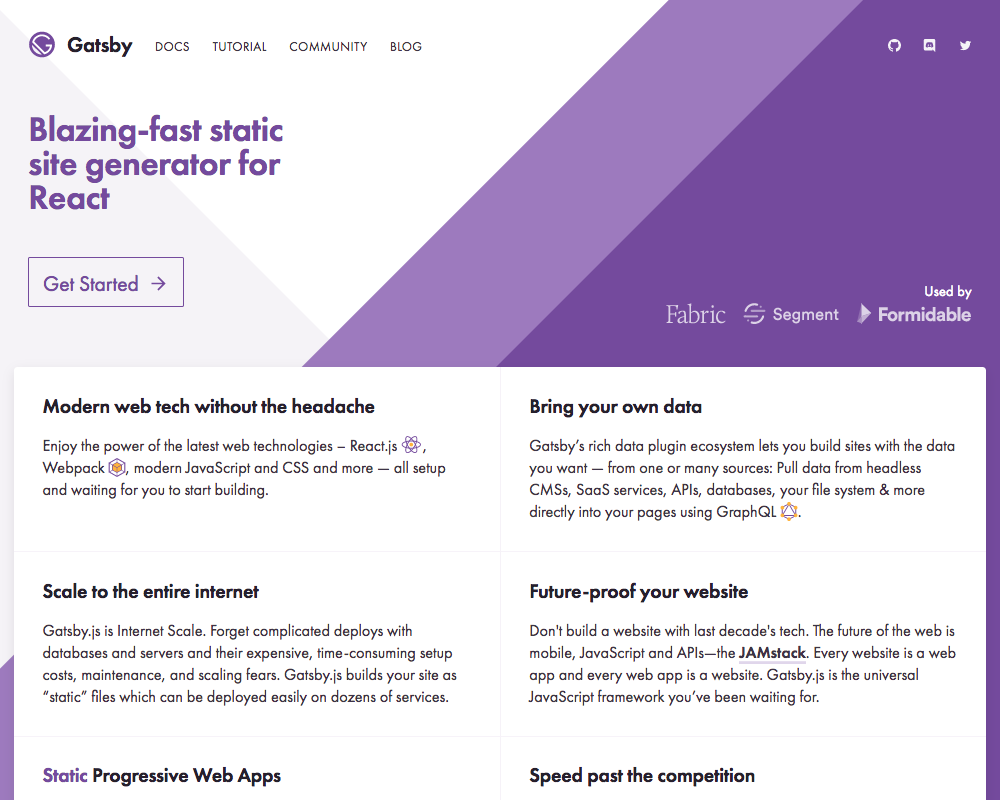 Gatsby DOCS TUTORIAL COMMUNITY BLOG
Blazing-fast static
site generator for
React
Get Started
Used by
Fabric Segment Formidable
Modern web tech without the headache
Enjoy the power of the latest web technologies – React.js ,
Webpack , modern JavaScript and CSS and more — all setup
and waiting for you to start building.
Bring your own data
Gatsby’s rich data plugin ecosystem lets you build sites with the data
you want — from one or many sources: Pull data from headless
CMSs, SaaS services, APIs, databases, your file system & more
directly into your pages using GraphQL .
Scale to the entire internet
Gatsby.js is Internet Scale. Forget complicated deploys with
databases and servers and their expensive, time-consuming setup
costs, maintenance, and scaling fears. Gatsby.js builds your site as
“static” files which can be deployed easily on dozens of services.
Future-proof your website
Don't build a website with last decade's tech. The future of the web is
mobile, JavaScript and APIs—the JAMstack. Every website is a web
app and every web app is a website. Gatsby.js is the universal
JavaScript framework you’ve been waiting for.
Static Progressive Web Apps
Speed past the competition